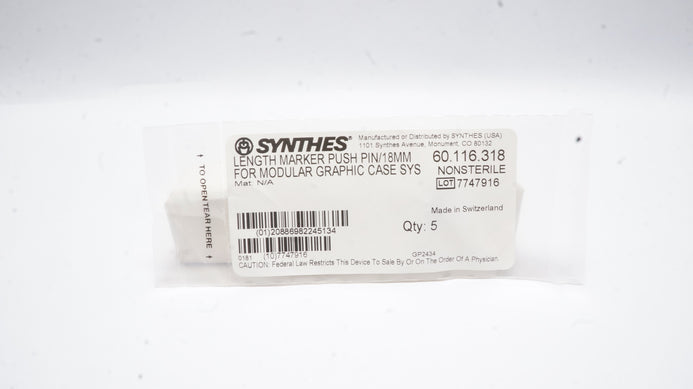 SYNTHES®
Manufactured or Distributed by SYNTHES (USA)
1101 Synthes Avenue, Monument, CO 80132
LENGTH MARKER PUSH PIN/18MM
FOR MODULAR GRAPHIC CASE SYS
Mat. N/A
60.116.318
NONSTERILE
LOT 7747916
Made in Switzerland
(01)20886982245134
Qty: 5
0181 (10)7747916
GP2434
CAUTION: Federal Law Restricts This Device To Sale By Or On The Order Of A Physician.
↑ TO OPEN TEAR HERE ↑